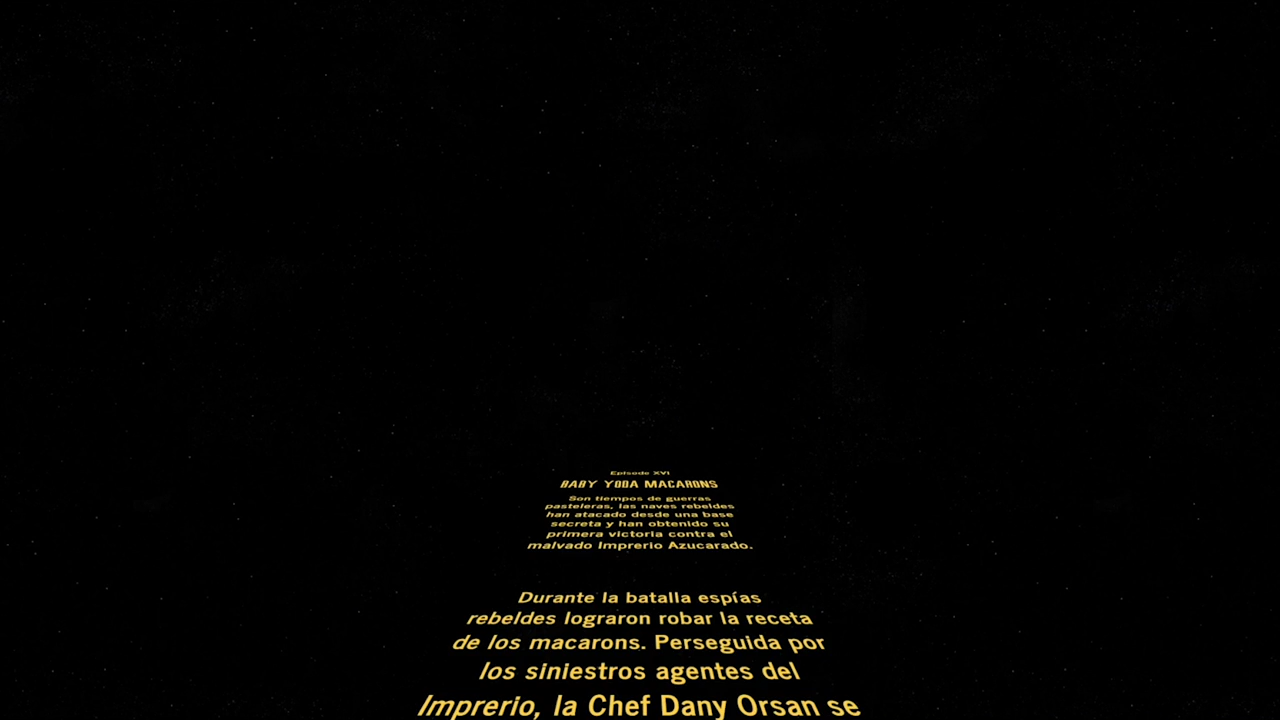 Episode XVI
BABY YODA MACARONS
Son tiempos de guerras
pasteleras, las naves rebeldes
han atacado desde una base
secreta y han obtenido su
primera victoria contra el
malvado Imprerio Azucarado.
Durante la batalla espías
rebeldes lograron robar la receta
de los macarons. Perseguida por
los siniestros agentes del
Imprerio, la Chef Dany Orsan se